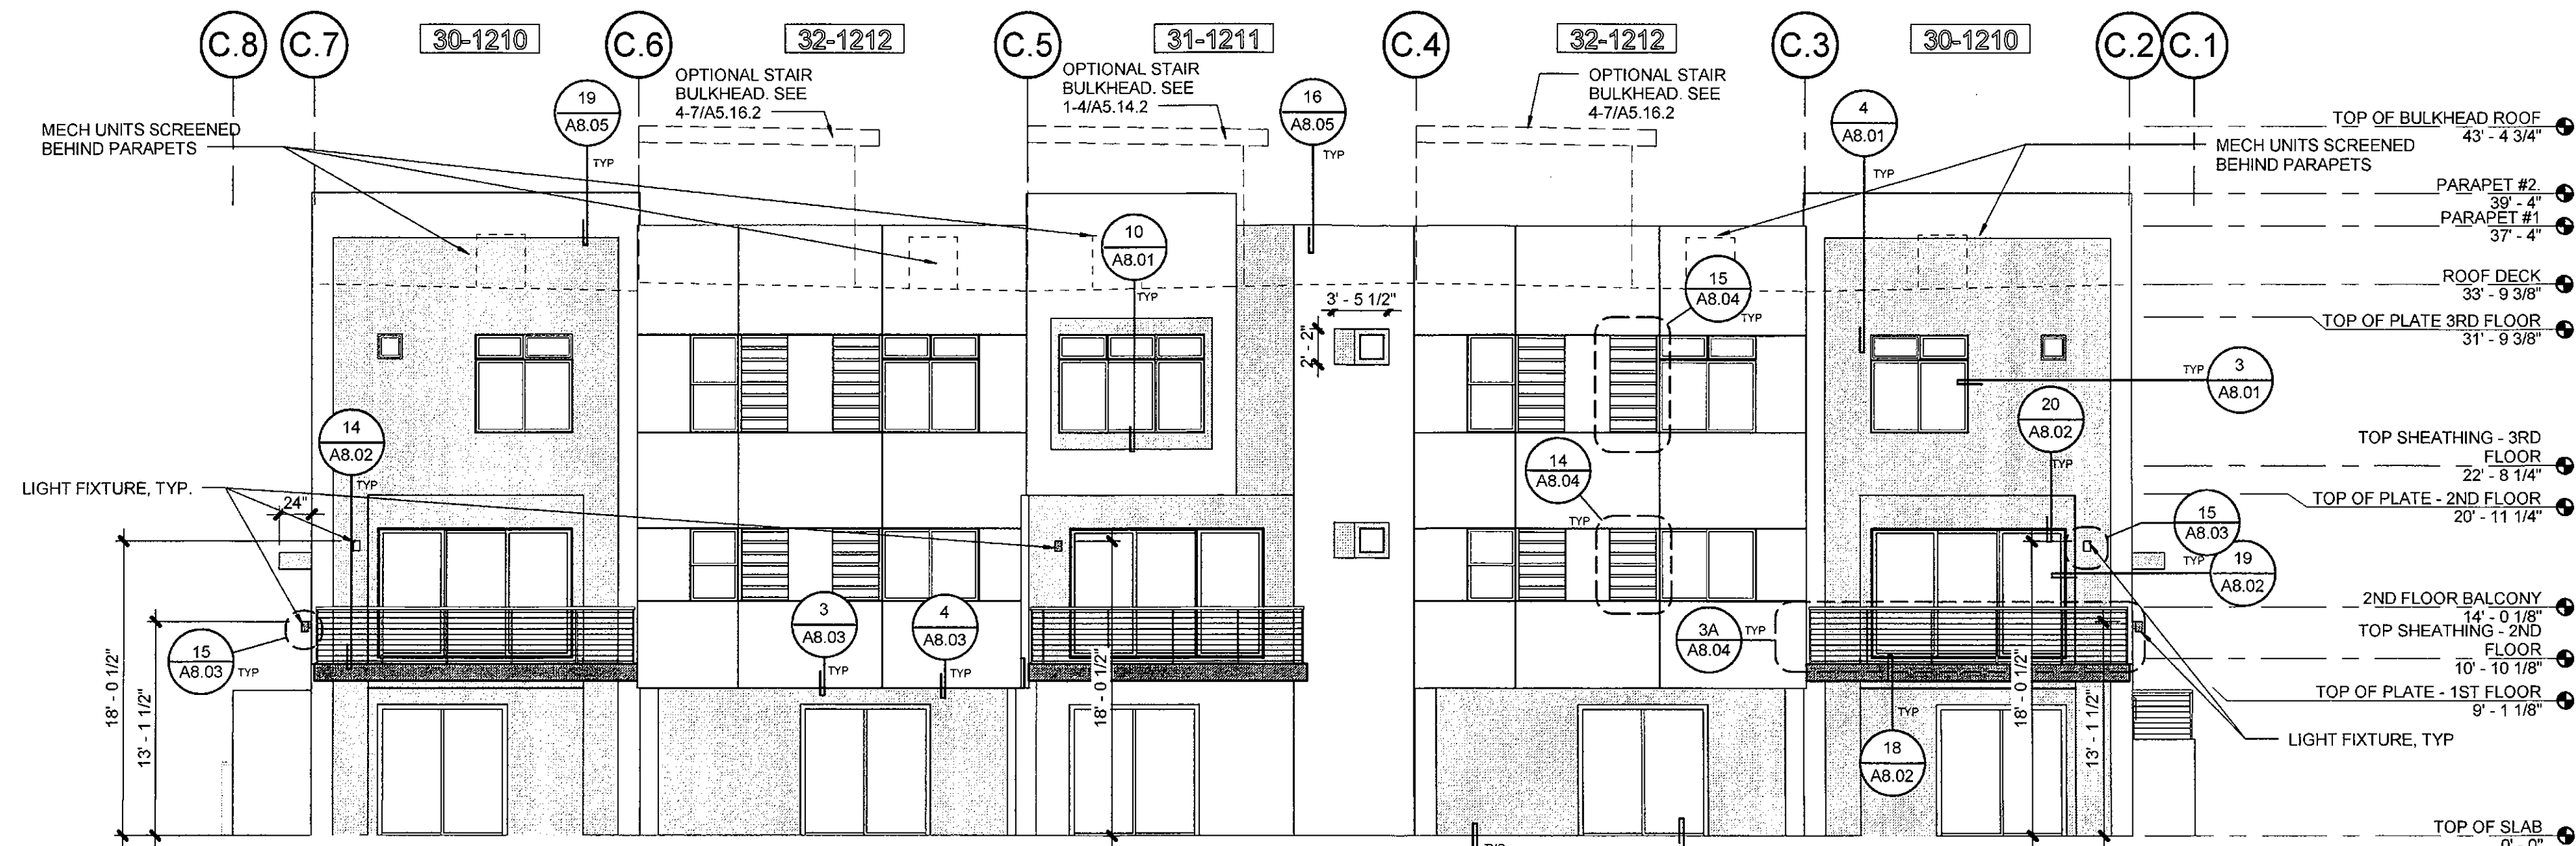 C.8
C.7
30-1210
C.6
32-1212
C.5
31-1211
C.4
32-1212
C.3
30-1210
C.2
C.1
OPTIONAL STAIR
BULKHEAD. SEE
4-7/A5.16.2
OPTIONAL STAIR
BULKHEAD. SEE
1-4/A5.14.2
OPTIONAL STAIR
BULKHEAD. SEE
4-7/A5.16.2
19
A8.05
TYP
16
A8.05
TYP
4
A8.01
TYP
MECH UNITS SCREENED
BEHIND PARAPETS
MECH UNITS SCREENED
BEHIND PARAPETS
TOP OF BULKHEAD ROOF
43' - 4 3/4"
PARAPET #2.
39' - 4"
PARAPET #1
37' - 4"
ROOF DECK
33' - 9 3/8"
TOP OF PLATE 3RD FLOOR
31' - 9 3/8"
10
A8.01
TYP
15
A8.04
TYP
3' - 5 1/2"
2' - 2"
TYP
3
A8.01
20
A8.02
TYP
14
A8.02
TYP
14
A8.04
TYP
TOP SHEATHING - 3RD
FLOOR
22' - 8 1/4"
TOP OF PLATE - 2ND FLOOR
20' - 11 1/4"
LIGHT FIXTURE, TYP.
24"
15
A8.03
TYP
19
A8.02
2ND FLOOR BALCONY
14' - 0 1/8"
TOP SHEATHING - 2ND
FLOOR
10' - 10 1/8"
TOP OF PLATE - 1ST FLOOR
9' - 1 1/8"
3
A8.03
TYP
4
A8.03
TYP
3A
A8.04
TYP
15
A8.03
TYP
18' - 0 1/2"
13' - 1 1/2"
18' - 0 1/2"
18' - 0 1/2"
13' - 1 1/2"
TYP
18
A8.02
LIGHT FIXTURE, TYP
TOP OF SLAB
0' - 0"
TYP